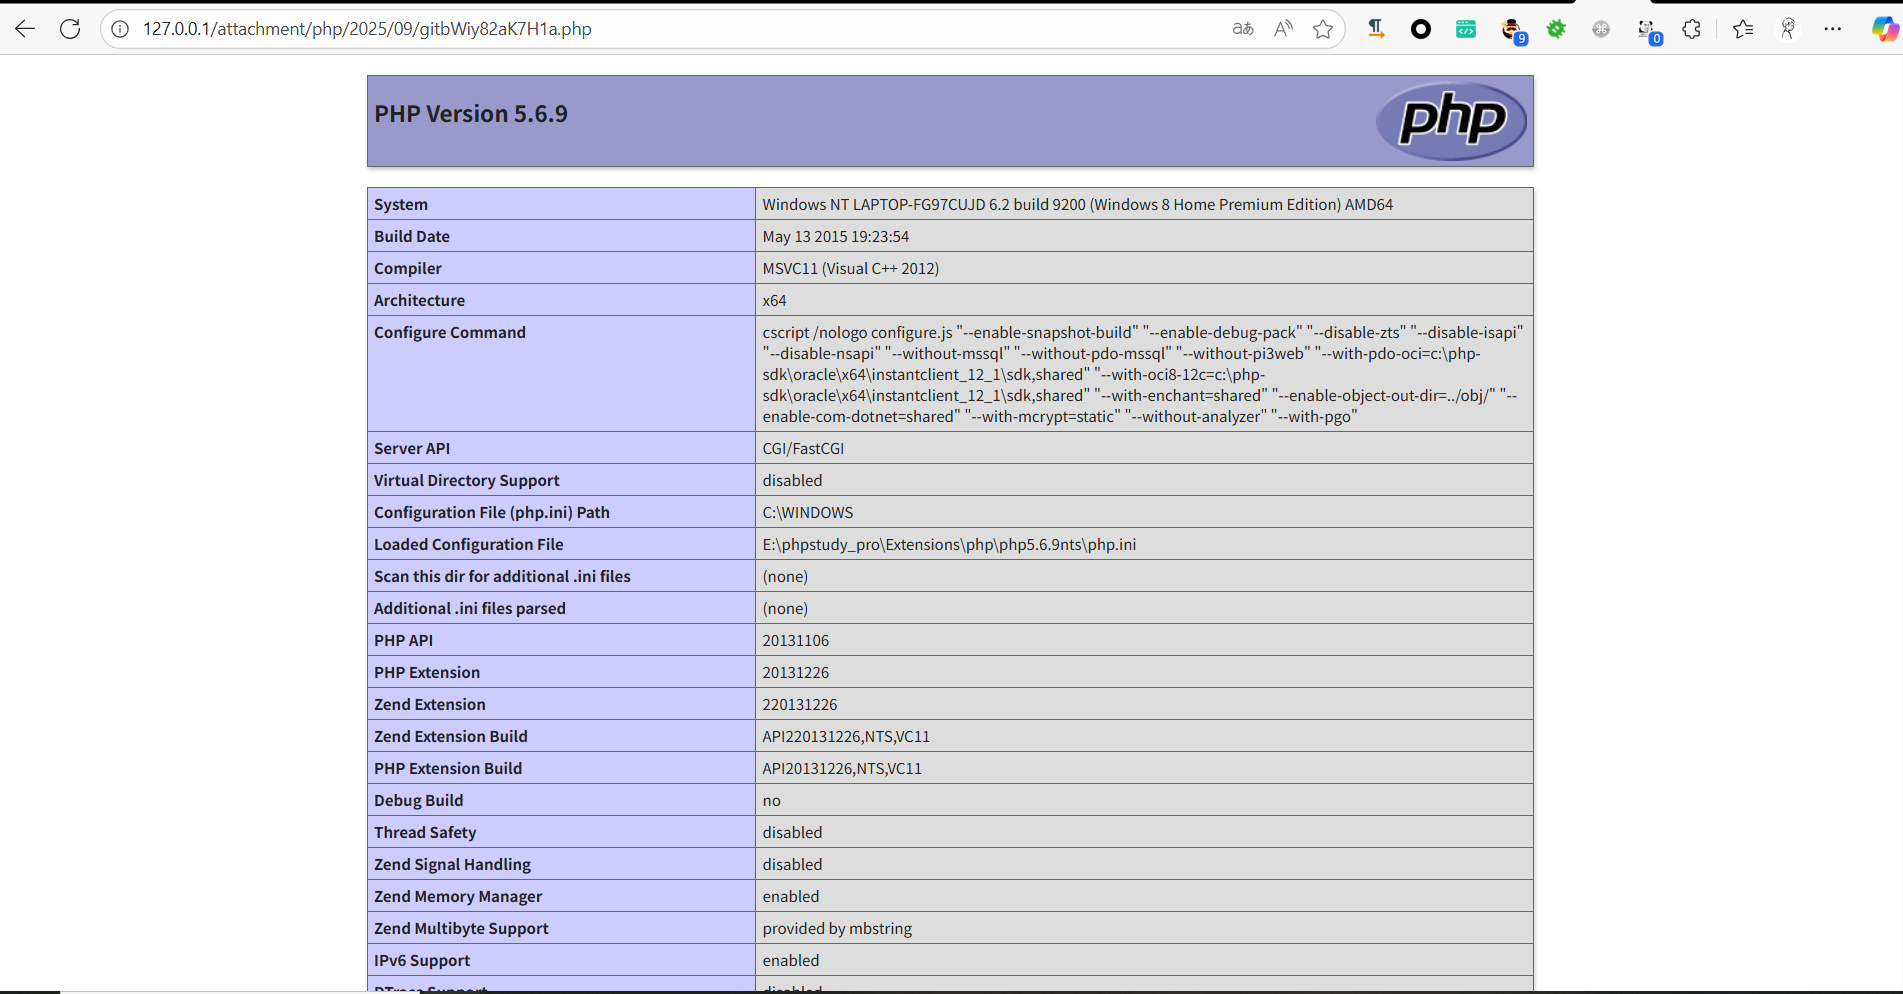 127.0.0.1/attachment/php/2025/09/gitbWiy82aK7H1a.php
9
0
PHP Version 5.6.9
php
System Windows NT LAPTOP-FG97CUJD 6.2 build 9200 (Windows 8 Home Premium Edition) AMD64
Build Date May 13 2015 19:23:54
Compiler MSVC11 (Visual C++ 2012)
Architecture x64
Configure Command cscript /nologo configure.js "--enable-snapshot-build" "--enable-debug-pack" "--disable-zts" "--disable-isapi"
"--disable-nsapi" "--without-mssql" "--without-pdo-mssql" "--without-pi3web" "--with-pdo-oci=c:\php-
sdk\oracle\x64\instantclient_12_1\sdk,shared" "--with-oci8-12c=c:\php-
sdk\oracle\x64\instantclient_12_1\sdk,shared" "--with-enchant=shared" "--enable-object-out-dir=../obj/" "--
enable-com-dotnet=shared" "--with-mcrypt=static" "--without-analyzer" "--with-pgo"
Server API CGI/FastCGI
Virtual Directory Support disabled
Configuration File (php.ini) Path C:\WINDOWS
Loaded Configuration File E:\phpstudy_pro\Extensions\php\php5.6.9nts\php.ini
Scan this dir for additional .ini files (none)
Additional .ini files parsed (none)
PHP API 20131106
PHP Extension 20131226
Zend Extension 220131226
Zend Extension Build API220131226,NTS,VC11
PHP Extension Build API20131226,NTS,VC11
Debug Build no
Thread Safety disabled
Zend Signal Handling disabled
Zend Memory Manager enabled
Zend Multibyte Support provided by mbstring
IPv6 Support enabled
DTrace Support disabled